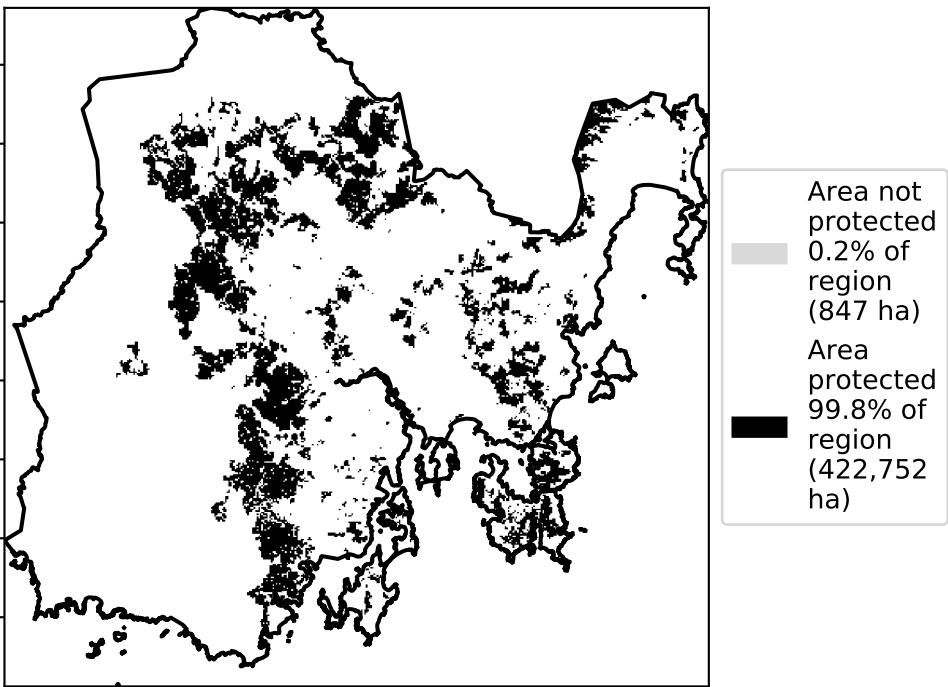 Area not
protected
0.2% of
region
(847 ha)
Area
protected
99.8% of
region
(422,752
ha)